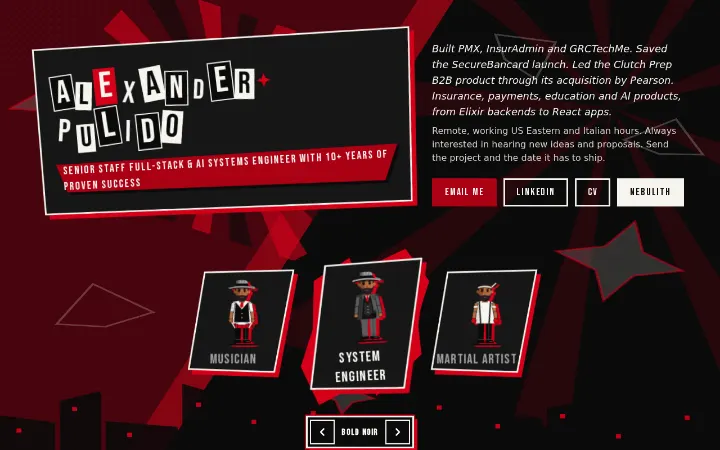 ALEXANDER
PULIDO
SENIOR STAFF FULL-STACK & AI SYSTEMS ENGINEER WITH 10+ YEARS OF
PROVEN SUCCESS
Built PMX, InsurAdmin and GRCTechMe. Saved
the SecureBancard launch. Led the Clutch Prep
B2B product through its acquisition by Pearson.
Insurance, payments, education and AI products,
from Elixir backends to React apps.
Remote, working US Eastern and Italian hours. Always
interested in hearing new ideas and proposals. Send
the project and the date it has to ship.
EMAIL ME
LINKEDIN
CV
NEBULITH
MUSICIAN
SYSTEM
ENGINEER
MARTIAL ARTIST
BOLD NOIR